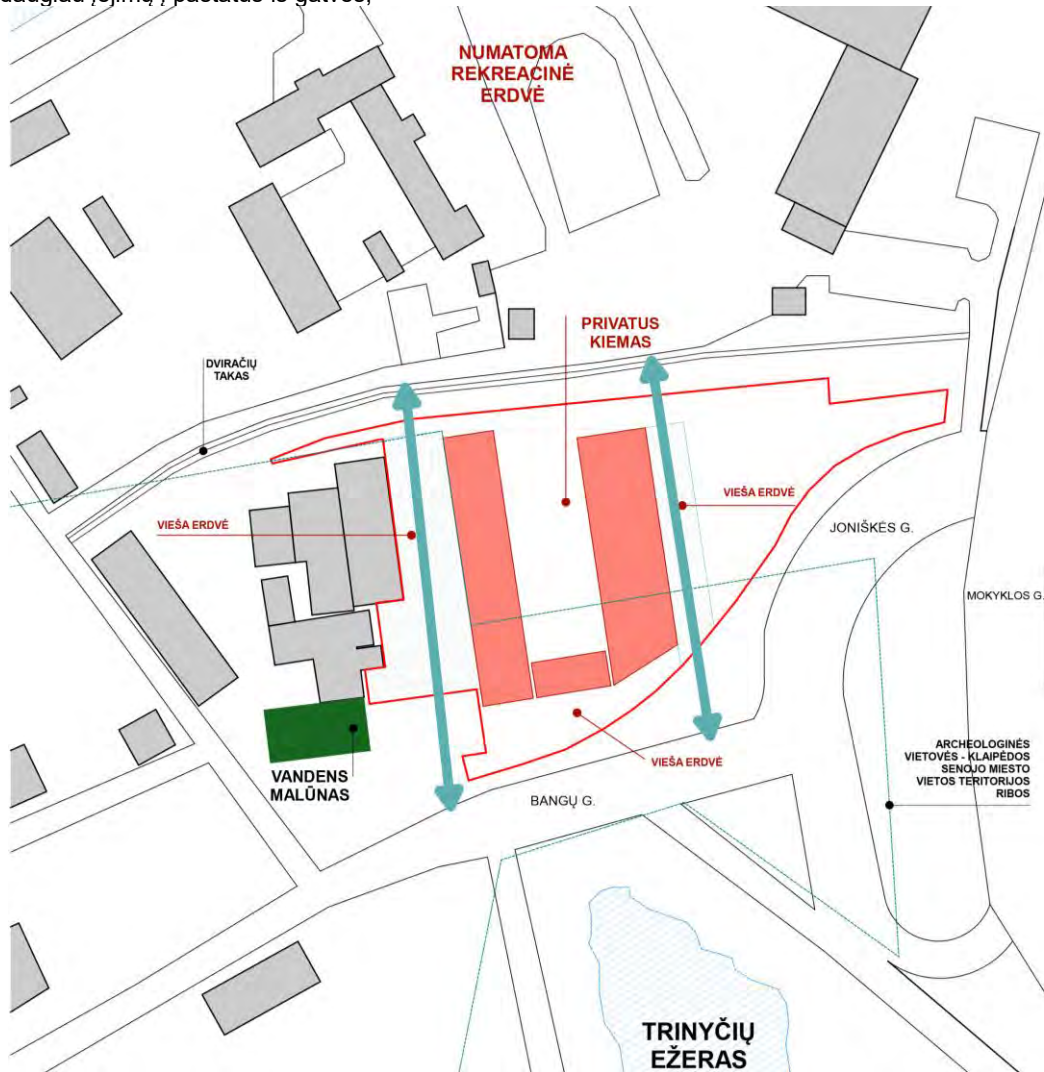 daugiau įėjimų į pastatus iš gatvės;
NUMATOMA
REKREACINĖ
ERDVĖ
PRIVATUS
KIEMAS
DVIRAČIŲ
TAKAS
VIEŠA ERDVĖ
VIEŠA ERDVĖ
JONIŠKĖS G.
MOKYKLOS G.
VIEŠA ERDVĖ
VANDENS
MALŪNAS
BANGŲ G.
ARCHEOLOGINĖS
VIETOVĖS - KLAIPĖDOS
SENOJO MIESTO
VIETOS TERITORIJOS
RIBOS
TRINYČIŲ
EŽERAS